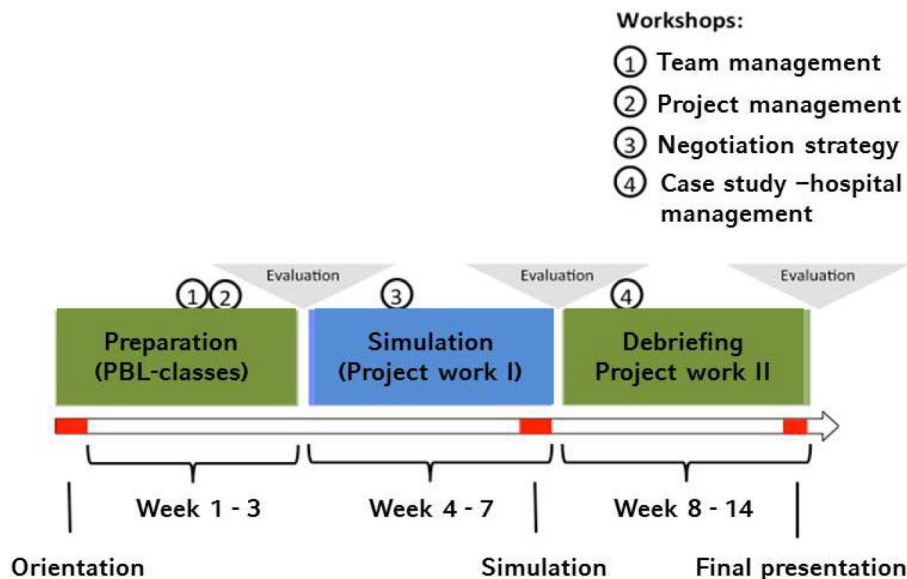 Workshops:
1 Team management
2 Project management
3 Negotiation strategy
4 Case study –hospital
management
Evaluation
Evaluation
Evaluation
1 2
3
4
Preparation
(PBL-classes)
Simulation
(Project work I)
Debriefing
Project work II
Week 1 - 3
Week 4 - 7
Week 8 - 14
Orientation
Simulation
Final presentation